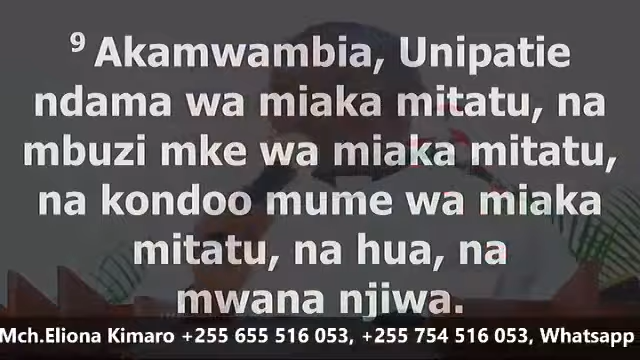 9 Akamwambia, Unipatie
ndama wa miaka mitatu, na
mbuzi mke wa miaka mitatu,
na kondoo mume wa miaka
mitatu, na hua, na
mwana njiwa.
Mch.Eliona Kimaro +255 655 516 053, +255 754 516 053, Whatsapp